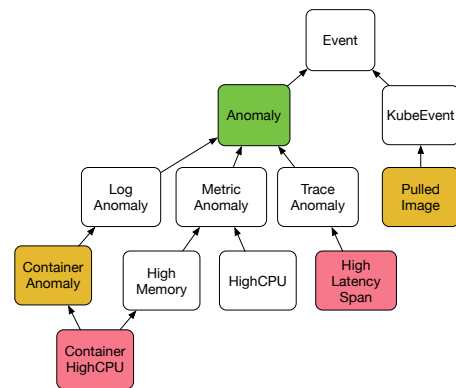 Event
Anomaly
KubeEvent
Log
Anomaly
Metric
Anomaly
Trace
Anomaly
Pulled
Image
Container
Anomaly
High
Memory
HighCPU
High
Latency
Span
Container
HighCPU